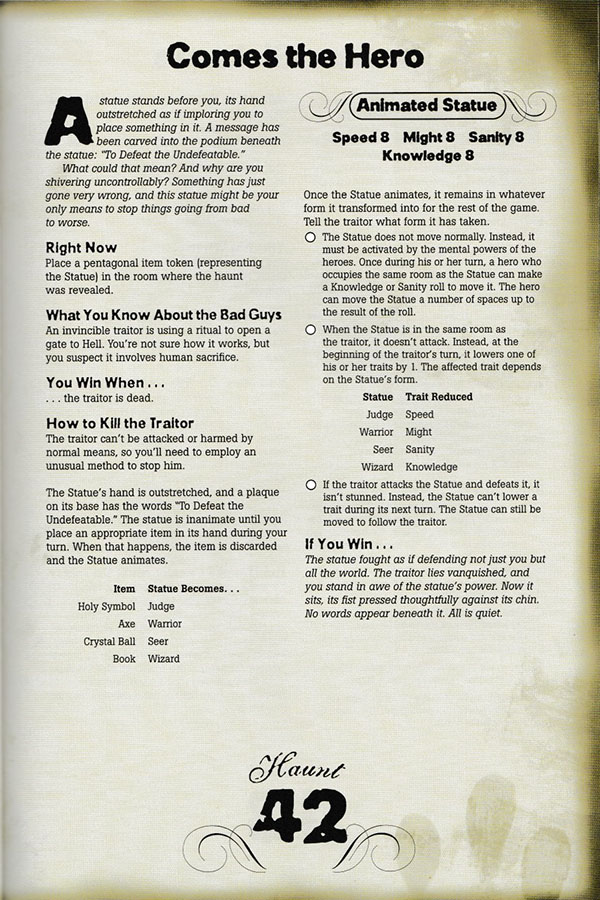 Comes the Hero
A statue stands before you, its hand
outstretched as if imploring you to
place something in it. A message has
been carved into the podium beneath
the statue: "To Defeat the Undefeatable."
What could that mean? And why are you
shivering uncontrollably? Something has just
gone very wrong, and this statue might be your
only means to stop things going from bad
to worse.
Right Now
Place a pentagonal item token (representing
the Statue) in the room where the haunt
was revealed.
What You Know About the Bad Guys
An invincible traitor is using a ritual to open a
gate to Hell. You're not sure how it works, but
you suspect it involves human sacrifice.
You Win When . . .
. . . the traitor is dead.
How to Kill the Traitor
The traitor can't be attacked or harmed by
normal means, so you'll need to employ an
unusual method to stop him.
The Statue's hand is outstretched, and a plaque
on its base has the words "To Defeat the
Undefeatable." The statue is inanimate until you
place an appropriate item in its hand during your
turn. When that happens, the item is discarded
and the Statue animates.
Item Statue Becomes. . .
Holy Symbol Judge
Axe Warrior
Crystal Ball Seer
Book Wizard
Animated Statue
Speed 8 Might 8 Sanity 8
Knowledge 8
Once the Statue animates, it remains in whatever
form it transformed into for the rest of the game.
Tell the traitor what form it has taken.
The Statue does not move normally. Instead, it
must be activated by the mental powers of the
heroes. Once during his or her turn, a hero who
occupies the same room as the Statue can make
a Knowledge or Sanity roll to move it. The hero
can move the Statue a number of spaces up to
the result of the roll.
When the Statue is in the same room as
the traitor, it doesn't attack. Instead, at the
beginning of the traitor's turn, it lowers one of
his or her traits by 1. The affected trait depends
on the Statue's form.
Statue Trait Reduced
Judge Speed
Warrior Might
Seer Sanity
Wizard Knowledge
If the traitor attacks the Statue and defeats it, it
isn't stunned. Instead, the Statue can't lower a
trait during its next turn. The Statue can still be
moved to follow the traitor.
If You Win . . .
The statue fought as if defending not just you but
all the world. The traitor lies vanquished, and
you stand in awe of the statue's power. Now it
sits, its fist pressed thoughtfully against its chin.
No words appear beneath it. All is quiet.
Haunt
42